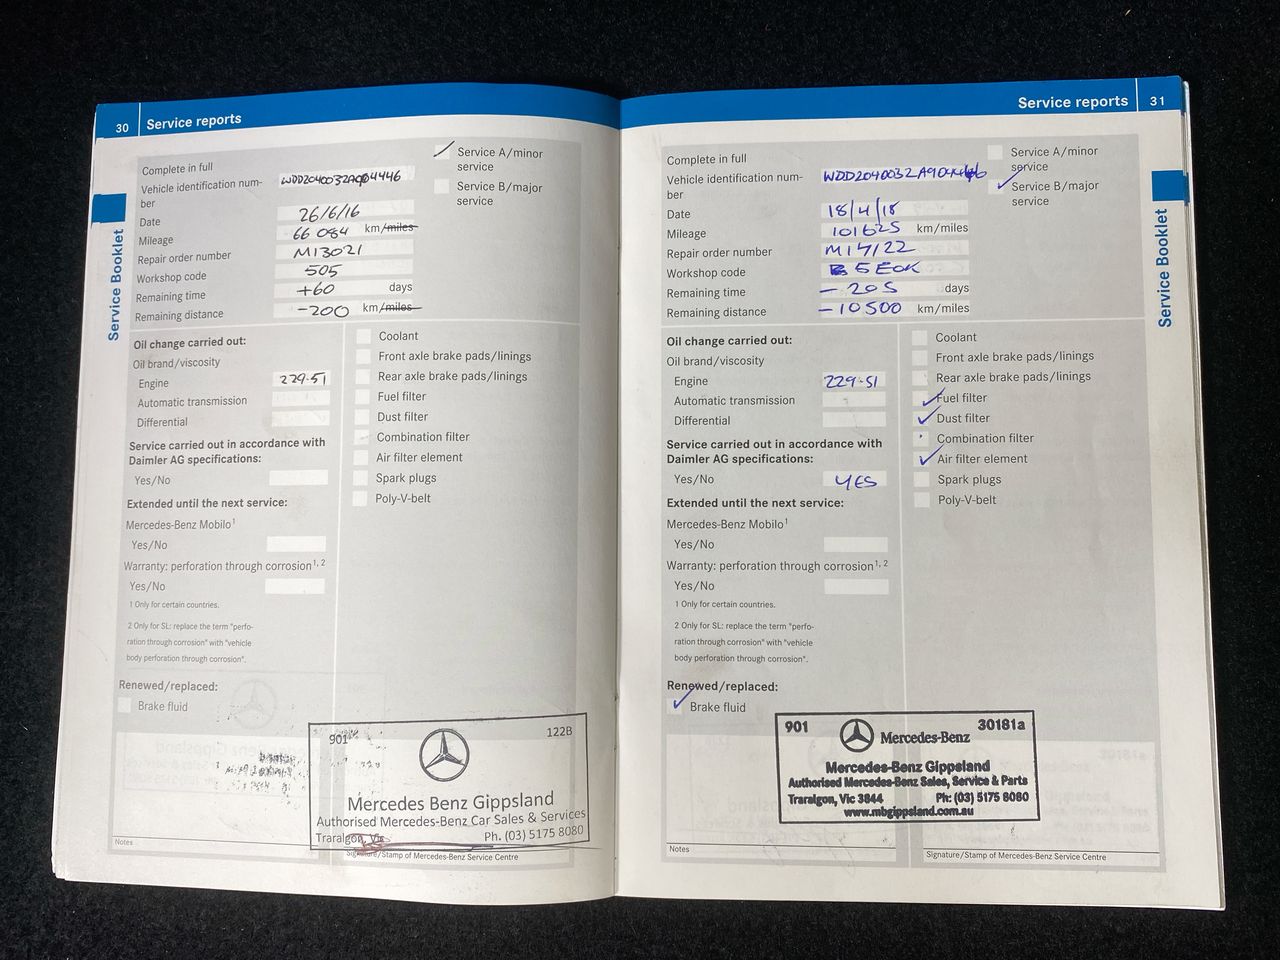 30 Service reports
Complete in full
Vehicle identification num-
ber
WDD2040032A904446
Date 26/6/16
Mileage 66084 km/miles
Repair order number M13021
Workshop code 505
Remaining time +60 days
Remaining distance -200 km/miles
Service A/minor
service
Service B/major
service
Oil change carried out:
Oil brand/viscosity
Engine 229.51
Automatic transmission
Differential
Service carried out in accordance with
Daimler AG specifications:
Yes/No
Extended until the next service:
Mercedes-Benz Mobilo1
Yes/No
Warranty: perforation through corrosion1, 2
Yes/No
1 Only for certain countries.
2 Only for SL: replace the term "perfo-
ration through corrosion" with "vehicle
body perforation through corrosion".
Renewed/replaced:
Brake fluid
Coolant
Front axle brake pads/linings
Rear axle brake pads/linings
Fuel filter
Dust filter
Combination filter
Air filter element
Spark plugs
Poly-V-belt
901 122B
Mercedes Benz Gippsland
Authorised Mercedes-Benz Car Sales & Services
Traralgon, Vic Ph. (03) 5175 8080
Notes
Signature/Stamp of Mercedes-Benz Service Centre
Service Booklet
Service reports 31
Complete in full
Vehicle identification num-
ber
Date 18/4/18
Mileage 101625 km/miles
Repair order number M17122
Workshop code
Remaining time -205 days
Remaining distance -10500 km/miles
Service A/minor
service
Service B/major
service
Oil change carried out:
Oil brand/viscosity
Engine 229.51
Automatic transmission
Differential
Service carried out in accordance with
Daimler AG specifications:
Yes/No YES
Extended until the next service:
Mercedes-Benz Mobilo1
Yes/No
Warranty: perforation through corrosion1, 2
Yes/No
1 Only for certain countries.
2 Only for SL: replace the term "perfo-
ration through corrosion" with "vehicle
body perforation through corrosion".
Renewed/replaced:
Brake fluid
Coolant
Front axle brake pads/linings
Rear axle brake pads/linings
Fuel filter
Dust filter
Combination filter
Air filter element
Spark plugs
Poly-V-belt
901 Mercedes-Benz 30181a
Mercedes-Benz Gippsland
Authorised Mercedes-Benz Sales, Service & Parts
Traralgon, Vic 3844 Ph: (03) 5175 8080
www.mbgippsland.com.au
Notes
Signature/Stamp of Mercedes-Benz Service Centre
Service Booklet